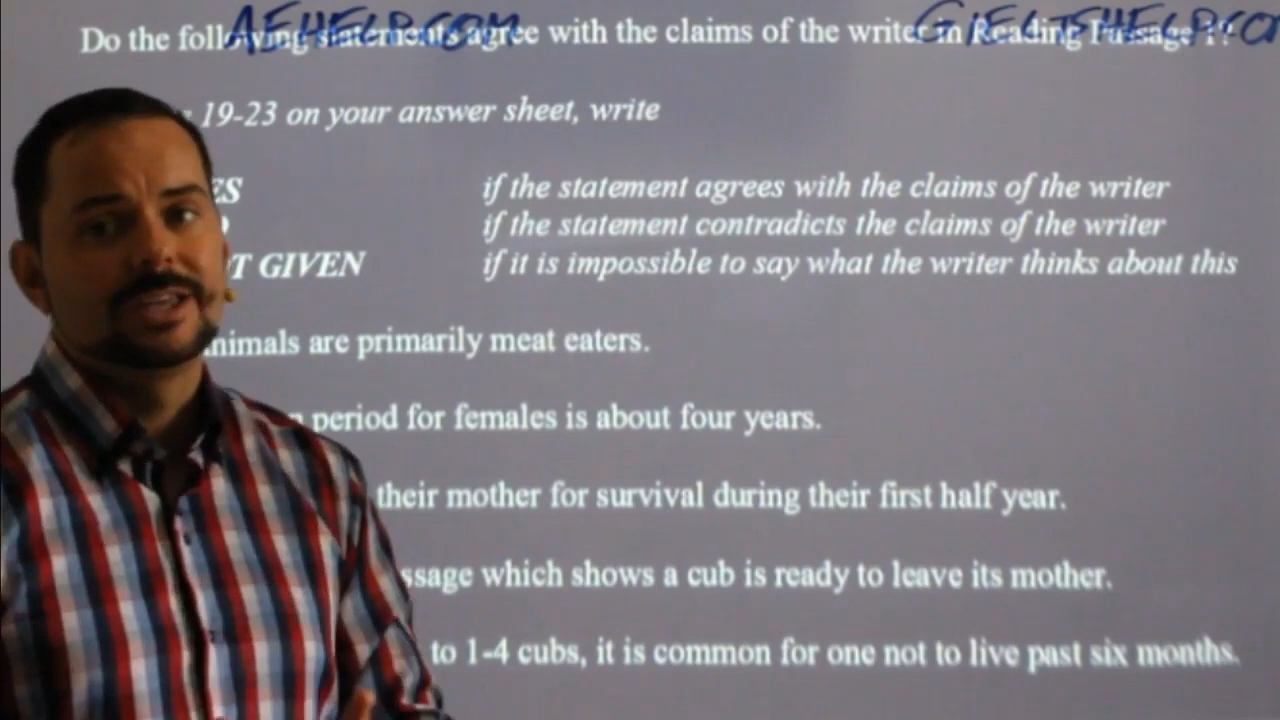 AEHELP.COM GIELTSHELP.CO
Do the following statements agree with the claims of the writer in Reading Passage 1?
19-23 on your answer sheet, write
if the statement agrees with the claims of the writer
if the statement contradicts the claims of the writer
GIVEN if it is impossible to say what the writer thinks about this
are primarily meat eaters.
period for females is about four years.
their mother for survival during their first half year.
which shows a cub is ready to leave its mother.
to 1-4 cubs, it is common for one not to live past six months.